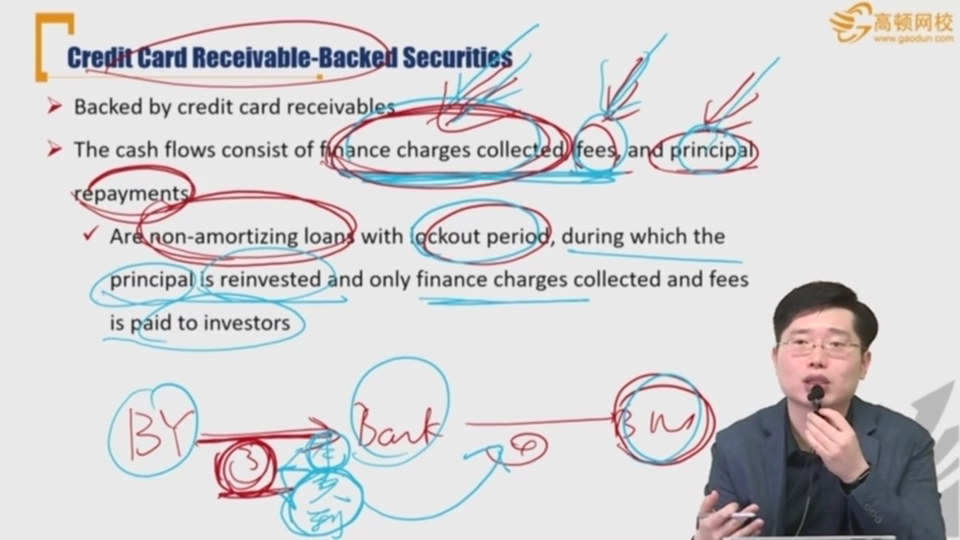 高顿网校
www.gaodun.com
Credit Card Receivable-Backed Securities
Backed by credit card receivables
The cash flows consist of finance charges collected, fees, and principal
repayments
Are non-amortizing loans with lockout period, during which the
principal is reinvested and only finance charges collected and fees
is paid to investors
BY
Bank
BM
3